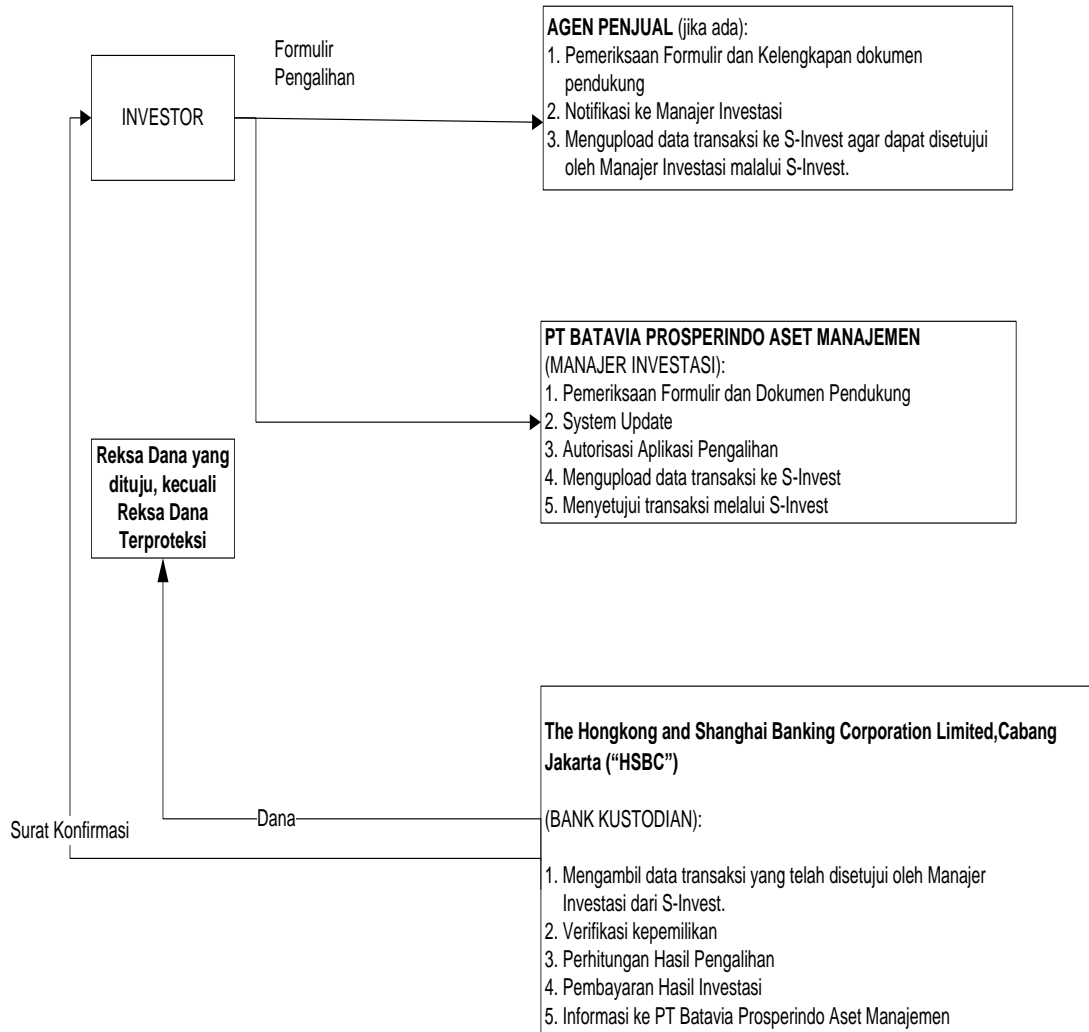 Formulir
Pengalihan
INVESTOR
AGEN PENJUAL (jika ada):
1. Pemeriksaan Formulir dan Kelengkapan dokumen
pendukung
2. Notifikasi ke Manajer Investasi
3. Mengupload data transaksi ke S-Invest agar dapat disetujui
oleh Manajer Investasi malalui S-Invest.
PT BATAVIA PROSPERINDO ASET MANAJEMEN
(MANAJER INVESTASI):
1. Pemeriksaan Formulir dan Dokumen Pendukung
2. System Update
3. Autorisasi Aplikasi Pengalihan
4. Mengupload data transaksi ke S-Invest
5. Menyetujui transaksi melalui S-Invest
Reksa Dana yang
dituju, kecuali
Reksa Dana
Terproteksi
The Hongkong and Shanghai Banking Corporation Limited,Cabang
Jakarta (“HSBC”)
(BANK KUSTODIAN):
1. Mengambil data transaksi yang telah disetujui oleh Manajer
Investasi dari S-Invest.
2. Verifikasi kepemilikan
3. Perhitungan Hasil Pengalihan
4. Pembayaran Hasil Investasi
5. Informasi ke PT Batavia Prosperindo Aset Manajemen
Dana
Surat Konfirmasi